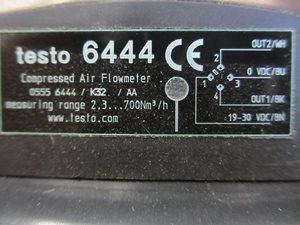 testo 6444 CE
Compressed Air Flowmeter
0555 6444 / K32 / AA
measuring range 2,3...700Nm³/h
www.testo.com
OUT2/WH
2
0 VDC/BU
1 3
4
OUT1/BK
19-30 VDC/BN